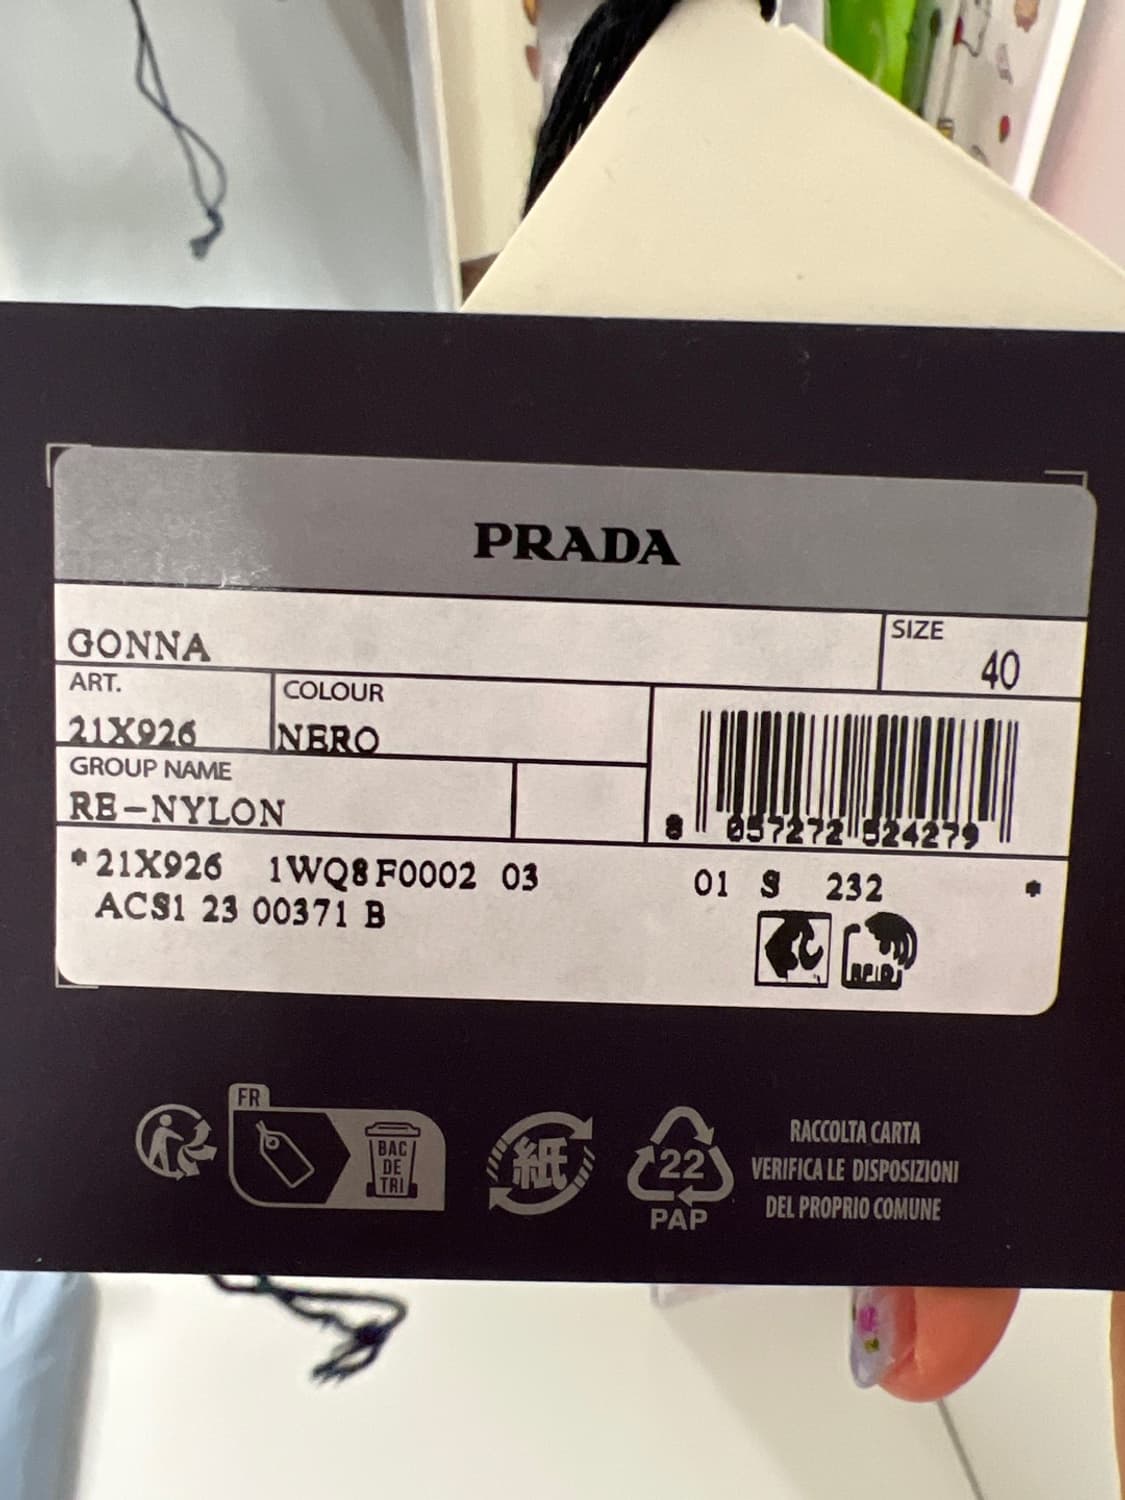 PRADA
GONNA
SIZE
40
ART.
COLOUR
21X926
NERO
GROUP NAME
RE-NYLON
8 057272 524279
*21X926 1WQ8 F0002 03 01 S 232 *
ACS1 23 00371 B
RFID
FR
BAC
DE
TRI
紙
22
PAP
RACCOLTA CARTA
VERIFICA LE DISPOSIZIONI
DEL PROPRIO COMUNE